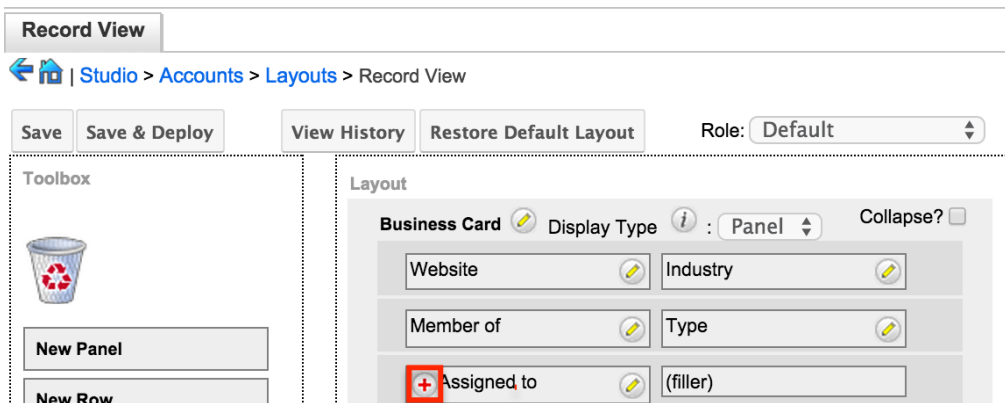 Record View
| Studio > Accounts > Layouts > Record View
Save Save & Deploy View History Restore Default Layout Role: Default
Toolbox
Layout
Business Card Display Type i : Panel Collapse?
Website Industry
Member of Type
New Panel
+ Assigned to (filler)
New Row